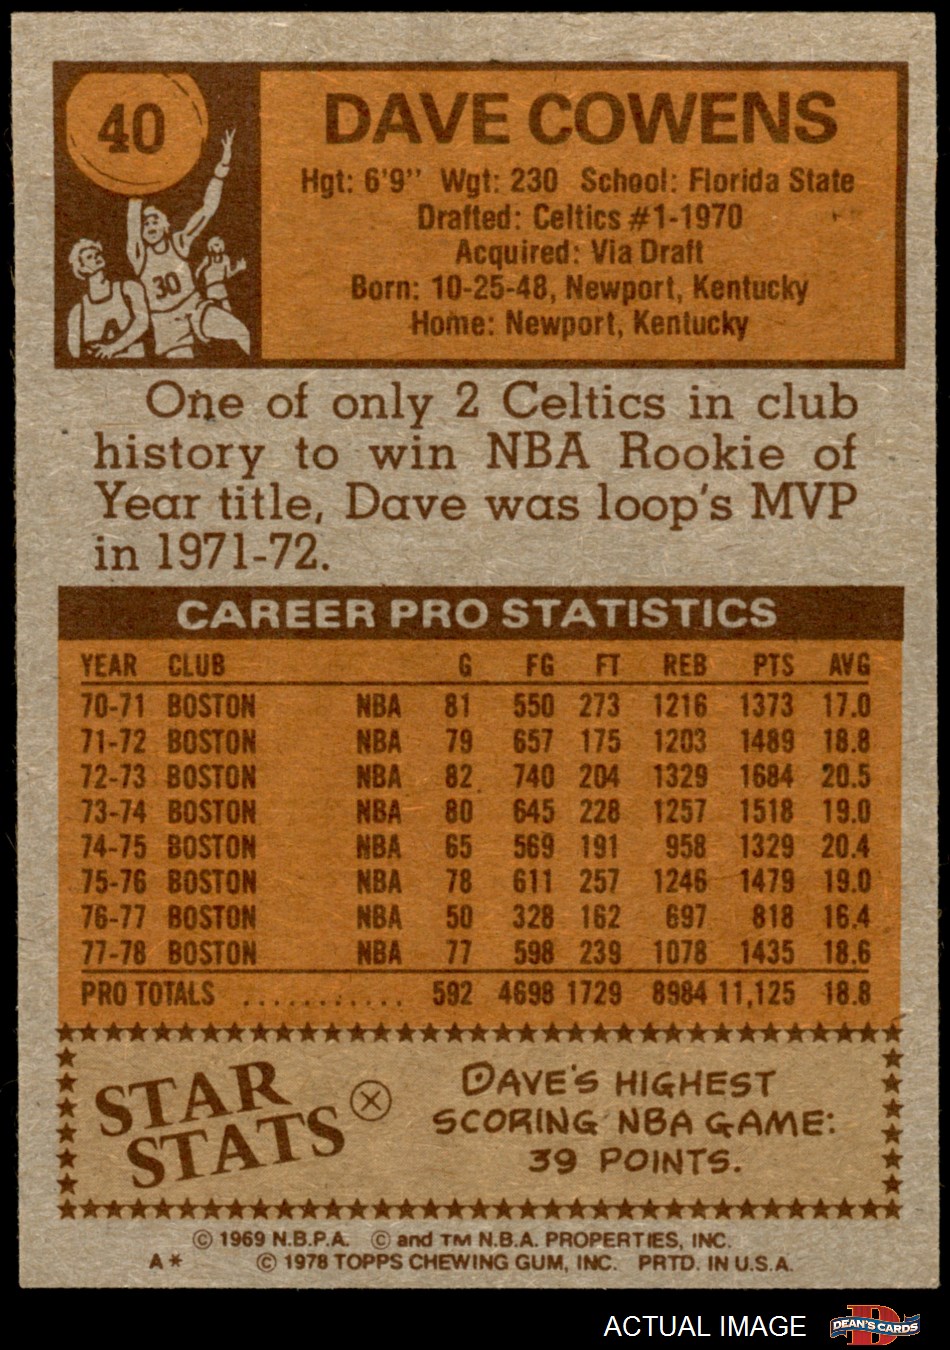 40
30
DAVE COWENS
Hgt: 6'9" Wgt: 230 School: Florida State
Drafted: Celtics #1-1970
Acquired: Via Draft
Born: 10-25-48, Newport, Kentucky
Home: Newport, Kentucky
One of only 2 Celtics in club
history to win NBA Rookie of
Year title, Dave was loop's MVP
in 1971-72.
CAREER PRO STATISTICS
YEAR CLUB G FG FT REB PTS AVG
70-71 BOSTON NBA 81 550 273 1216 1373 17.0
71-72 BOSTON NBA 79 657 175 1203 1489 18.8
72-73 BOSTON NBA 82 740 204 1329 1684 20.5
73-74 BOSTON NBA 80 645 228 1257 1518 19.0
74-75 BOSTON NBA 65 569 191 958 1329 20.4
75-76 BOSTON NBA 78 611 257 1246 1479 19.0
76-77 BOSTON NBA 50 328 162 697 818 16.4
77-78 BOSTON NBA 77 598 239 1078 1435 18.6
PRO TOTALS ............ 592 4698 1729 8984 11,125 18.8
STAR
STATS
DAVE'S HIGHEST
SCORING NBA GAME:
39 POINTS.
© 1969 N.B.P.A. © and TM N.B.A. PROPERTIES, INC.
A* © 1978 TOPPS CHEWING GUM, INC. PRTD. IN U.S.A.
ACTUAL IMAGE
DEAN'S CARDS